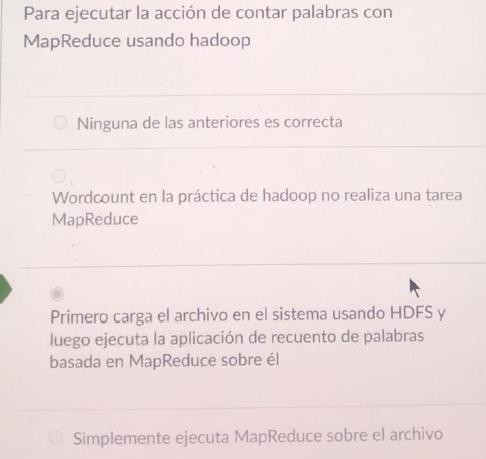 Para ejecutar la acción de contar palabras con
MapReduce usando hadoop
Ninguna de las anteriores es correcta
Wordcount en la práctica de hadoop no realiza una tarea
MapReduce
Primero carga el archivo en el sistema usando HDFS y
luego ejecuta la aplicación de recuento de palabras
basada en MapReduce sobre él
Simplemente ejecuta MapReduce sobre el archivo